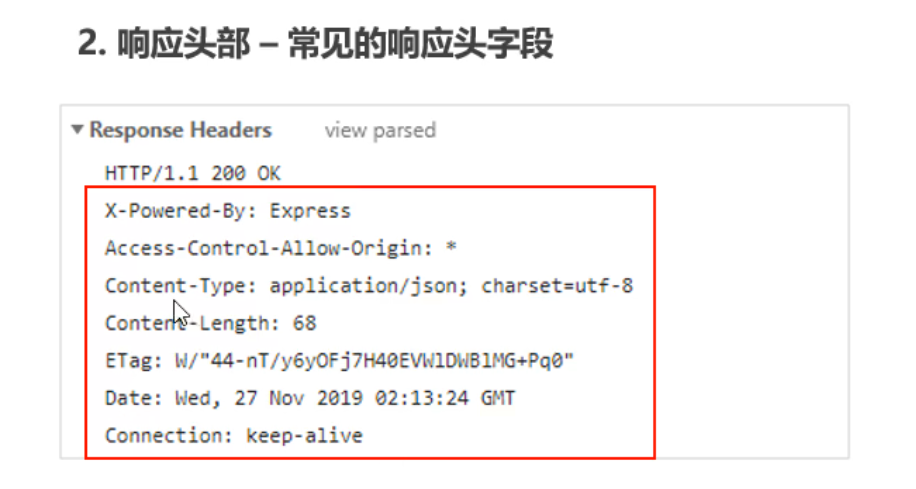 2. 响应头部 – 常见的响应头字段
Response Headers view parsed
HTTP/1.1 200 OK
X-Powered-By: Express
Access-Control-Allow-Origin: *
Content-Type: application/json; charset=utf-8
Content-Length: 68
ETag: W/"44-nT/y6yOFj7H40EVWlDWBlMG+Pq0"
Date: Wed, 27 Nov 2019 02:13:24 GMT
Connection: keep-alive